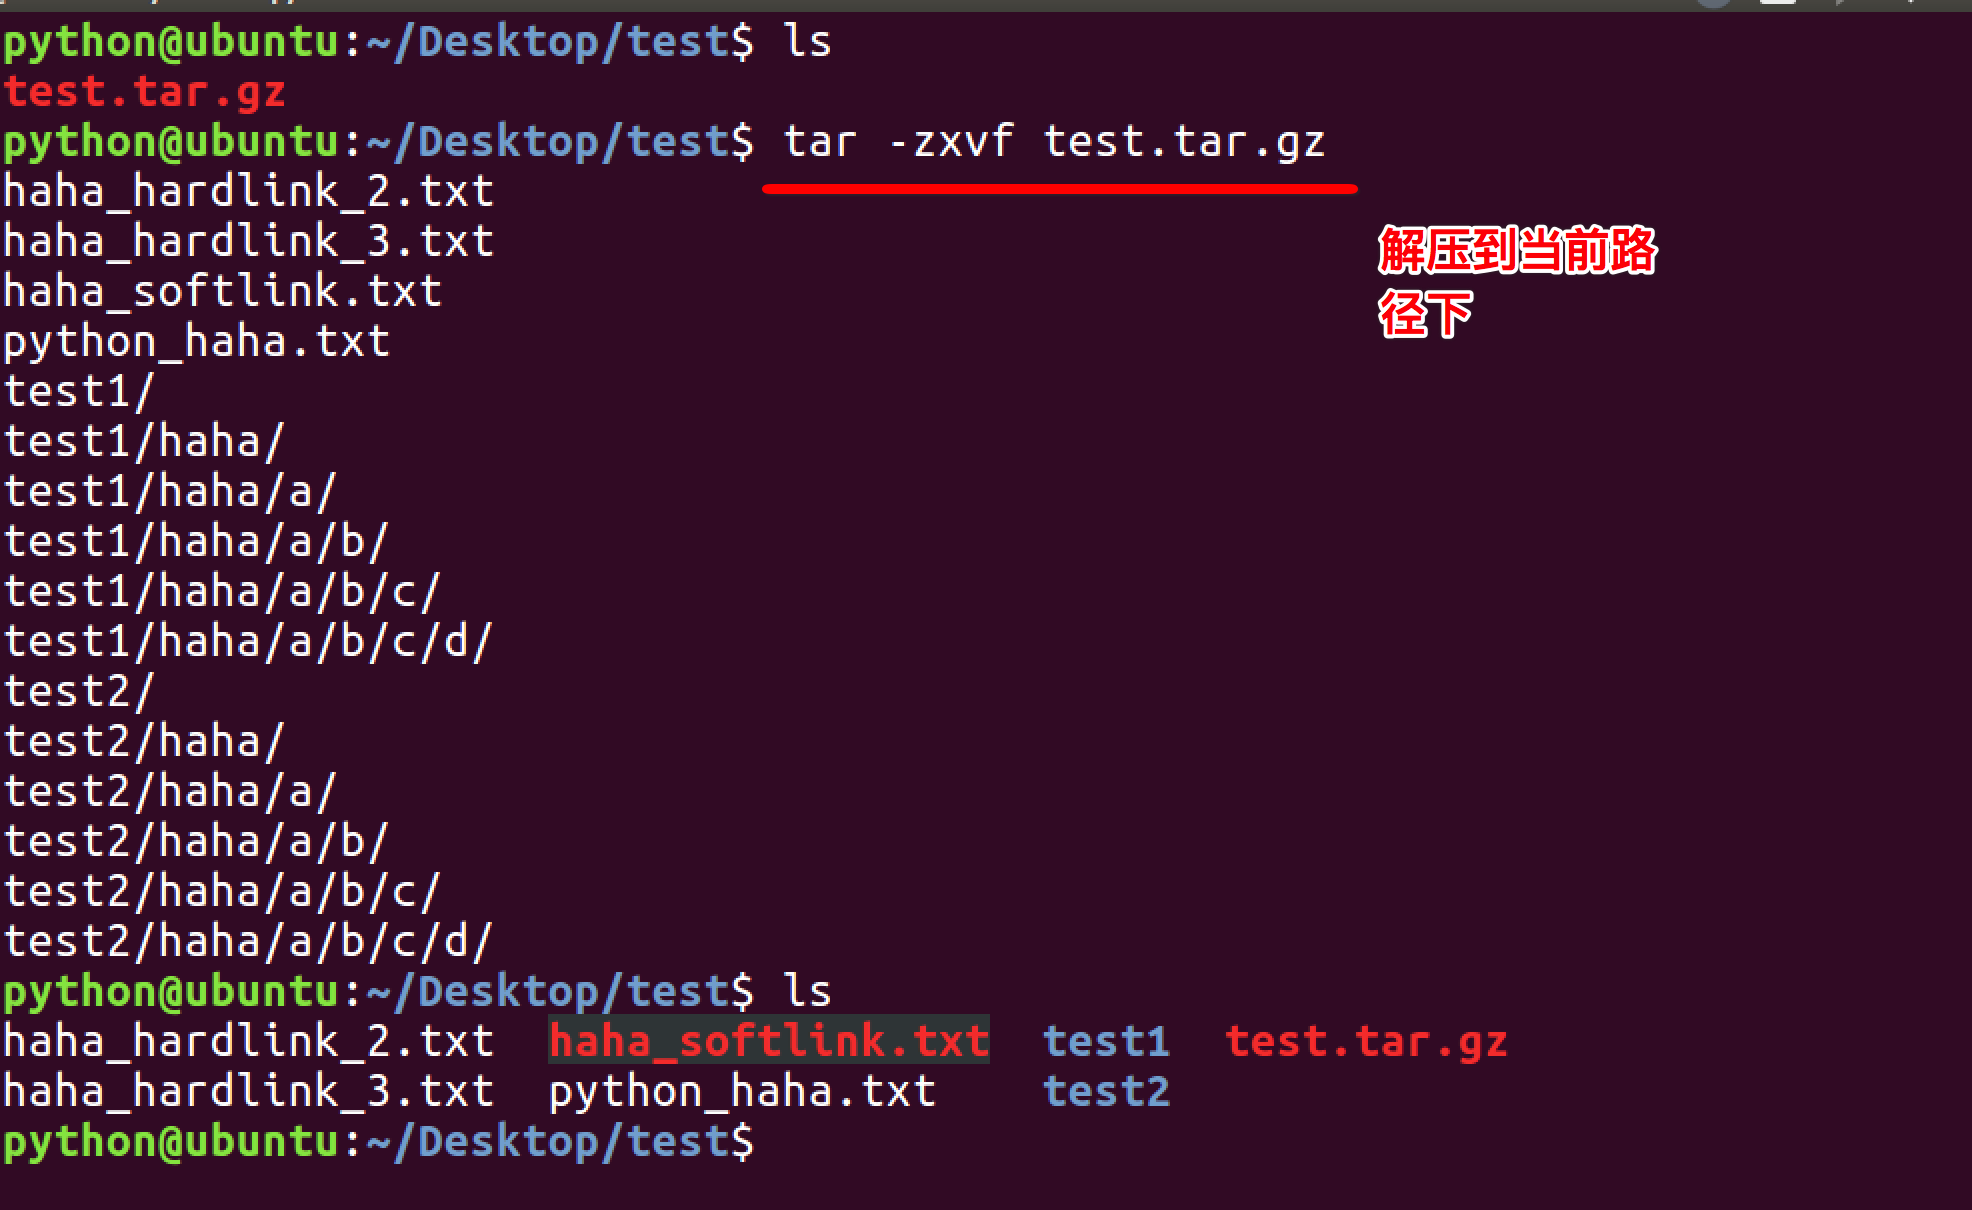 python@ubuntu:~/Desktop/test$ ls
test.tar.gz
python@ubuntu:~/Desktop/test$ tar -zxvf test.tar.gz
haha_hardlink_2.txt
haha_hardlink_3.txt
解压到当前路
haha_softlink.txt
径下
python_haha.txt
test1/
test1/haha/
test1/haha/a/
test1/haha/a/b/
test1/haha/a/b/c/
test1/haha/a/b/c/d/
test2/
test2/haha/
test2/haha/a/
test2/haha/a/b/
test2/haha/a/b/c/
test2/haha/a/b/c/d/
python@ubuntu:~/Desktop/test$ ls
haha_hardlink_2.txt  haha_softlink.txt  test1  test.tar.gz
haha_hardlink_3.txt  python_haha.txt    test2
python@ubuntu:~/Desktop/test$